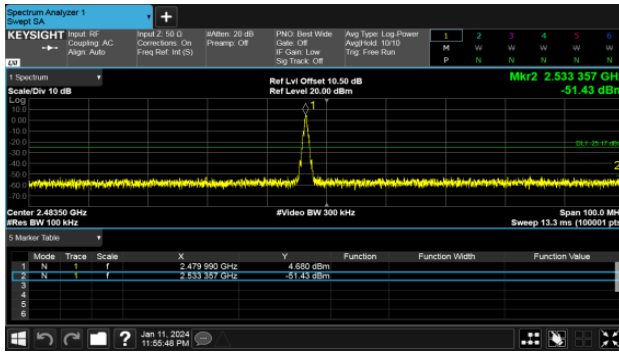 Spectrum Analyzer 1
Swept SA
+
KEYSIGHT
Input: RF
Coupling: AC
Align: Auto
Input Z: 50 Ω
Corrections: On
Freq Ref: Int (S)
#Atten: 20 dB
Preamp: Off
PNO: Best Wide
Gate: Off
IF Gain: Low
Sig Track: Off
Avg Type: Log-Power
Avg|Hold: 10/10
Trig: Free Run
1 2 3 4 5 6
M W W W W W
P N N N N N
LXI
1 Spectrum
Scale/Div 10 dB
Ref Lvl Offset 10.50 dB
Ref Level 20.00 dBm
Mkr2 2.533 357 GH
-51.43 dBm
Log
10.0
0.00
-10.0
-20.0
-30.0
-40.0
-50.0
-60.0
-70.0
1
DL1 -25.17 dB
2
Center 2.48350 GHz
#Res BW 100 kHz
#Video BW 300 kHz
Span 100.0 MH
Sweep 13.3 ms (100001 pts
5 Marker Table
Mode Trace Scale X Y Function Function Width Function Value
1 N 1 f 2.479 990 GHz 4.680 dBm
2 N 1 f 2.533 357 GHz -51.43 dBm
3
4
5
6
?
Jan 11, 2024
11:55:48 PM